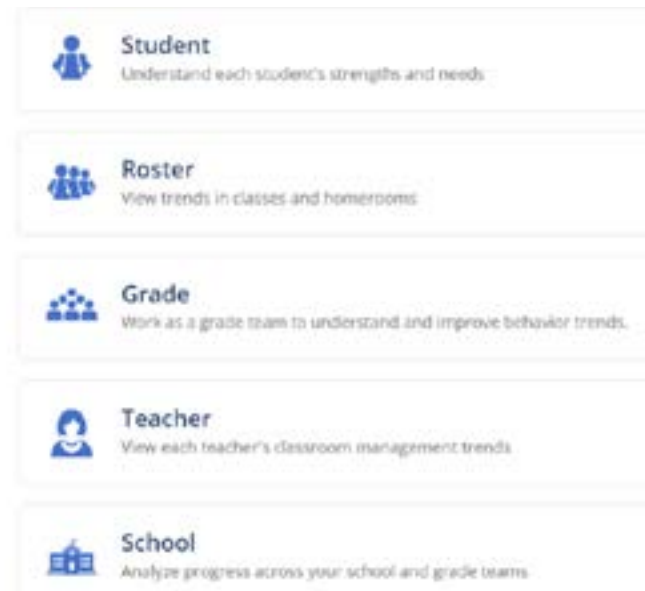 Student
Understand each student's strengths and needs
Roster
View trends in classes and homerooms
Grade
Work as a grade team to understand and improve behavior trends.
Teacher
View each teacher's classroom management trends
School
Analyze progress across your school and grade teams